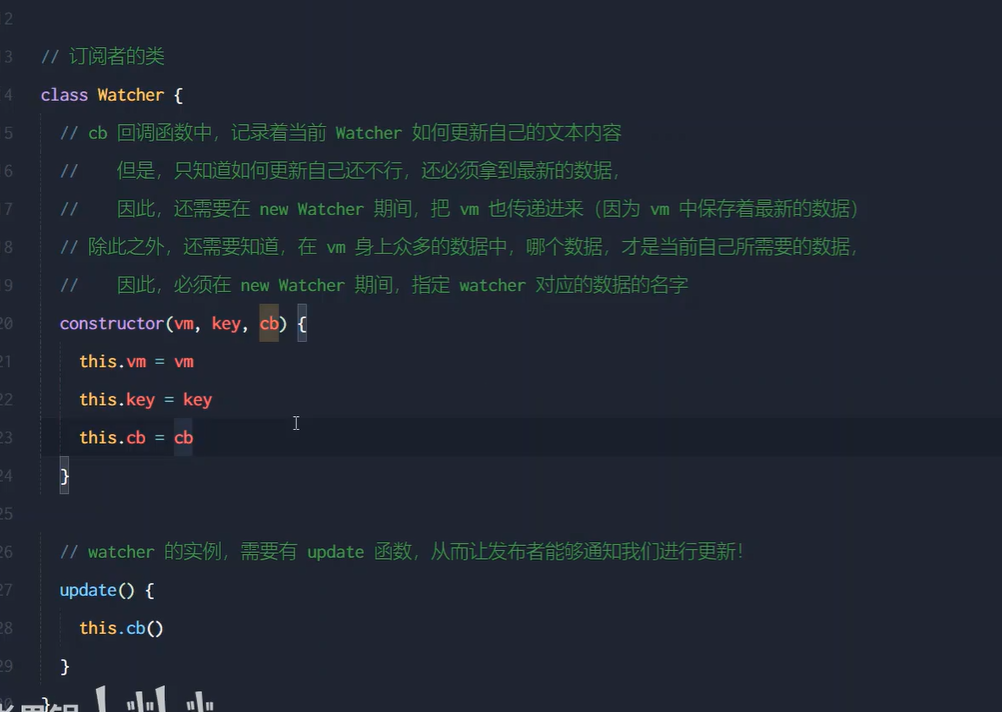 12
13 // 订阅者的类
14 class Watcher {
15 // cb 回调函数中，记录着当前 Watcher 如何更新自己的文本内容
16 //    但是，只知道如何更新自己还不行，还必须拿到最新的数据，
17 //    因此，还需要在 new Watcher 期间，把 vm 也传递进来（因为 vm 中保存着最新的数据）
18 // 除此之外，还需要知道，在 vm 身上众多的数据中，哪个数据，才是当前自己所需要的数据，
19 //    因此，必须在 new Watcher 期间，指定 watcher 对应的数据的名字
20 constructor(vm, key, cb) {
21 this.vm = vm
22 this.key = key
23 this.cb = cb
24 }
25
26 // watcher 的实例，需要有 update 函数，从而让发布者能够通知我们进行更新！
27 update() {
28 this.cb()
29 }
}